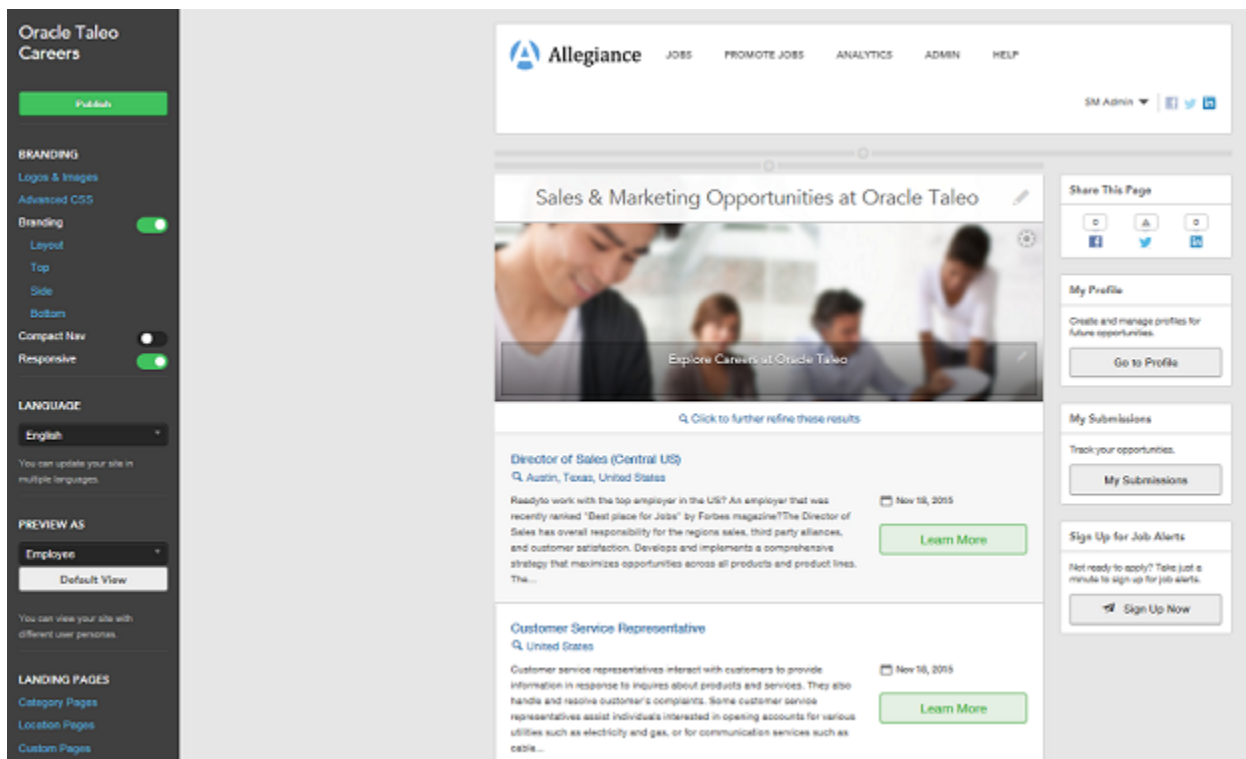 Oracle Taleo
Careers
Publish
BRANDING
Logos & Images
Advanced CSS
Branding
Layout
Top
Side
Bottom
Compact Nav
Responsive
LANGUAGE
English
You can update your site in
multiple languages.
PREVIEW AS
Employee
Default View
You can view your site with
different user personas.
LANDING PAGES
Category Pages
Location Pages
Custom Pages
Allegiance
JOBS
PROMOTE JOBS
ANALYTICS
ADMIN
HELP
SM Admin
Sales & Marketing Opportunities at Oracle Taleo
Explore Careers at Oracle Taleo
Click to further refine these results
Director of Sales (Central US)
Austin, Texas, United States
Readyto work with the top employer in the US? An employer that was
recently ranked "Best place for Jobs" by Forbes magazine?The Director of
Sales has overall responsibility for the regions sales, third party alliances,
and customer satisfaction. Develops and implements a comprehensive
strategy that maximizes opportunities across all products and product lines.
The...
Nov 18, 2015
Learn More
Customer Service Representative
United States
Customer service representatives interact with customers to provide
information in response to inquires about products and services. They also
handle and resolve customer's complaints. Some customer service
representatives assist individuals interested in opening accounts for various
utilities such as electricity and gas, or for communication services such as
cable...
Nov 18, 2015
Learn More
Share This Page
My Profile
Create and manage profiles for
future opportunities.
Go to Profile
My Submissions
Track your opportunities.
My Submissions
Sign Up for Job Alerts
Not ready to apply? Take just a
minute to sign up for job alerts.
Sign Up Now